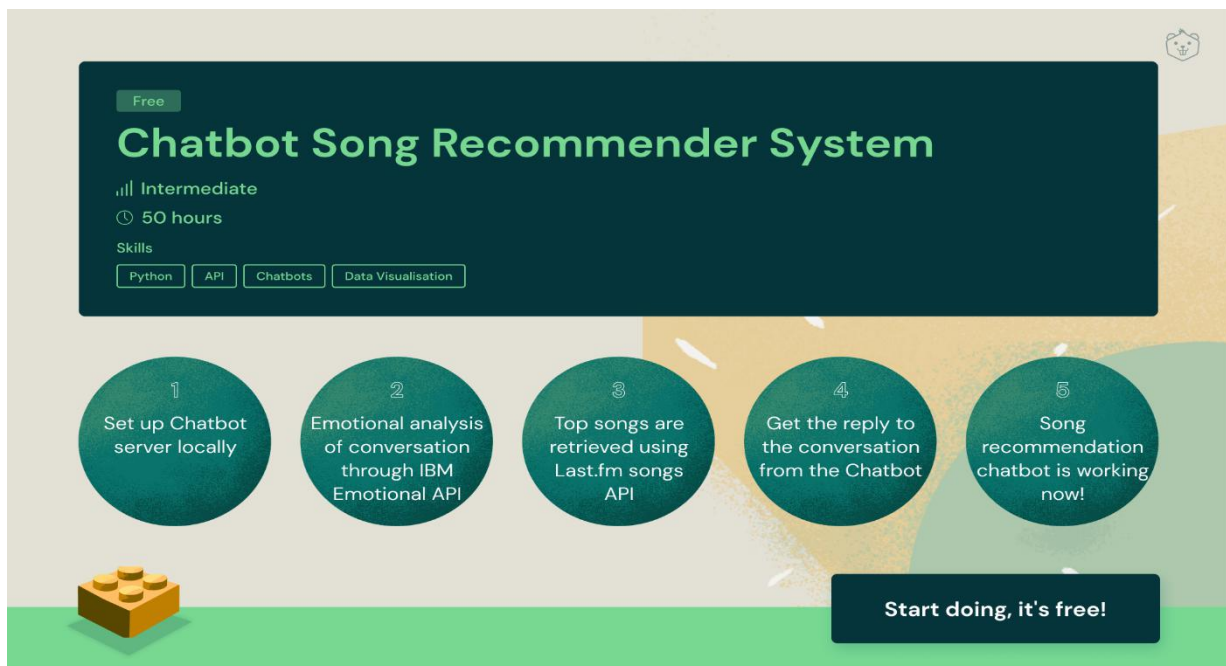 Free
Chatbot Song Recommender System
Intermediate
50 hours
Skills
Python API Chatbots Data Visualisation
1
Set up Chatbot
server locally
2
Emotional analysis
of conversation
through IBM
Emotional API
3
Top songs are
retrieved using
Last.fm songs
API
4
Get the reply to
the conversation
from the Chatbot
5
Song
recommendation
chatbot is working
now!
Start doing, it's free!